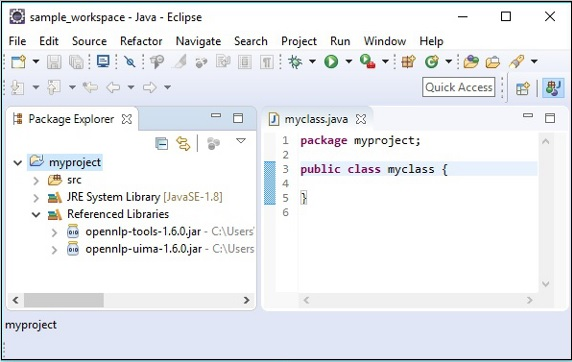 sample_workspace - Java - Eclipse
File Edit Source Refactor Navigate Search Project Run Window Help
Quick Access
Package Explorer
myproject
src
JRE System Library [JavaSE-1.8]
Referenced Libraries
opennlp-tools-1.6.0.jar - C:\Users
opennlp-uima-1.6.0.jar - C:\Users
myclass.java
1 package myproject;
2
3 public class myclass {
4
5 }
6
myproject